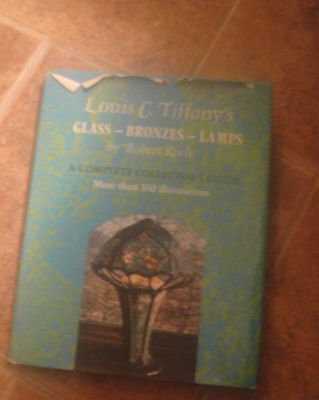 Louis C. Tiffany's
GLASS – BRONZES – LAMPS
by Robert Koch
A COMPLETE COLLECTOR'S GUIDE
More than 350 illustrations